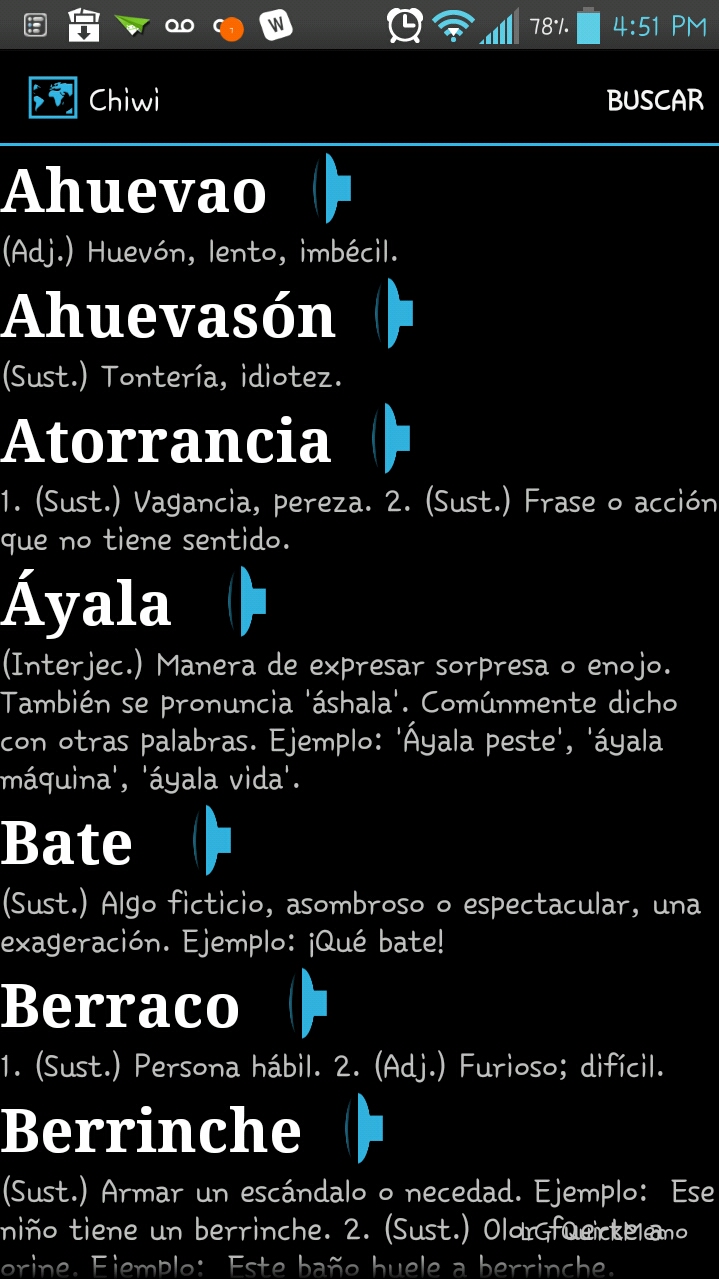 W 78% 4:51 PM
Chiwi BUSCAR
Ahuevao
(Adj.) Huevón, lento, imbécil.
Ahuevasón
(Sust.) Tontería, idiotez.
Atorrancia
1. (Sust.) Vagancia, pereza. 2. (Sust.) Frase o acción
que no tiene sentido.
Áyala
(Interjec.) Manera de expresar sorpresa o enojo.
También se pronuncia 'áshala'. Comúnmente dicho
con otras palabras. Ejemplo: 'Áyala peste', 'áyala
máquina', 'áyala vida'.
Bate
(Sust.) Algo ficticio, asombroso o espectacular, una
exageración. Ejemplo: ¡Qué bate!
Berraco
1. (Sust.) Persona hábil. 2. (Adj.) Furioso; difícil.
Berrinche
(Sust.) Armar un escándalo o necedad. Ejemplo:  Ese
niño tiene un berrinche. 2. (Sust.) Olor fuerte a
LG QuickMemo
orine. Ejemplo:  Este baño huele a berrinche.